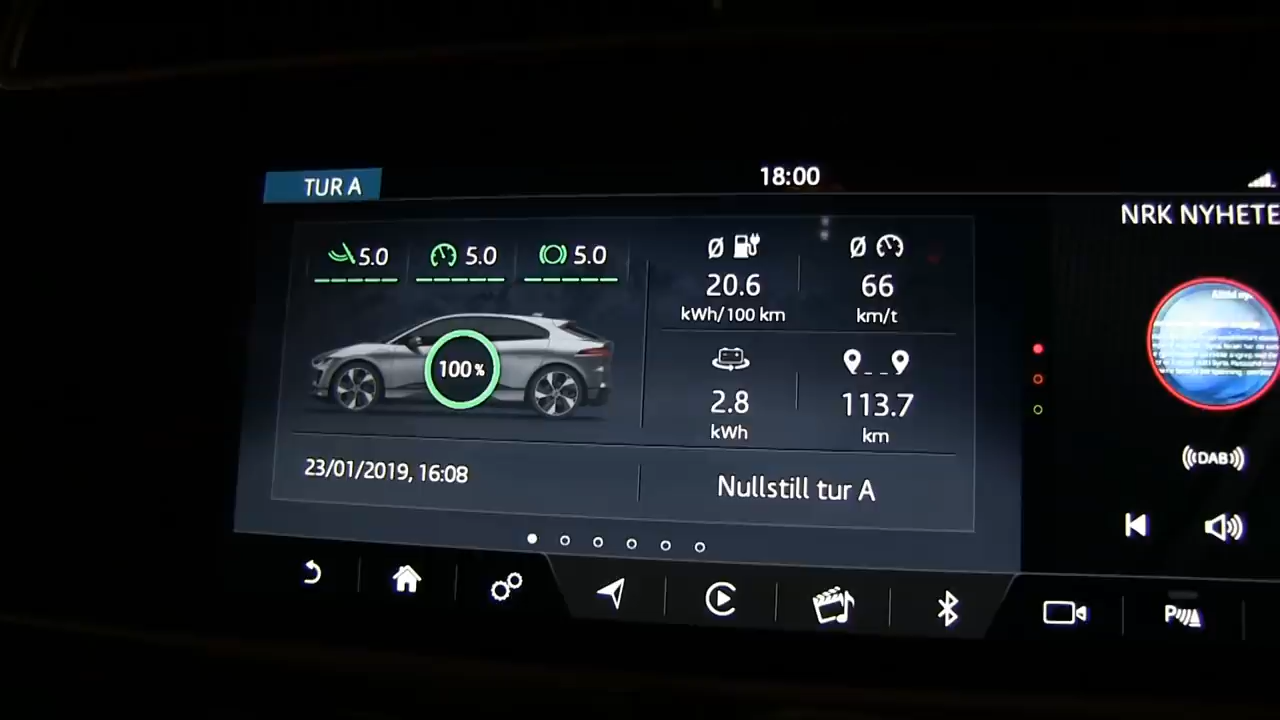 TUR A
18:00
NRK NYHETE
5.0
5.0
5.0
Ø
20.6
kWh/100 km
Ø
66
km/t
100 %
2.8
kWh
113.7
km
DAB
23/01/2019, 16:08
Nullstill tur A
P